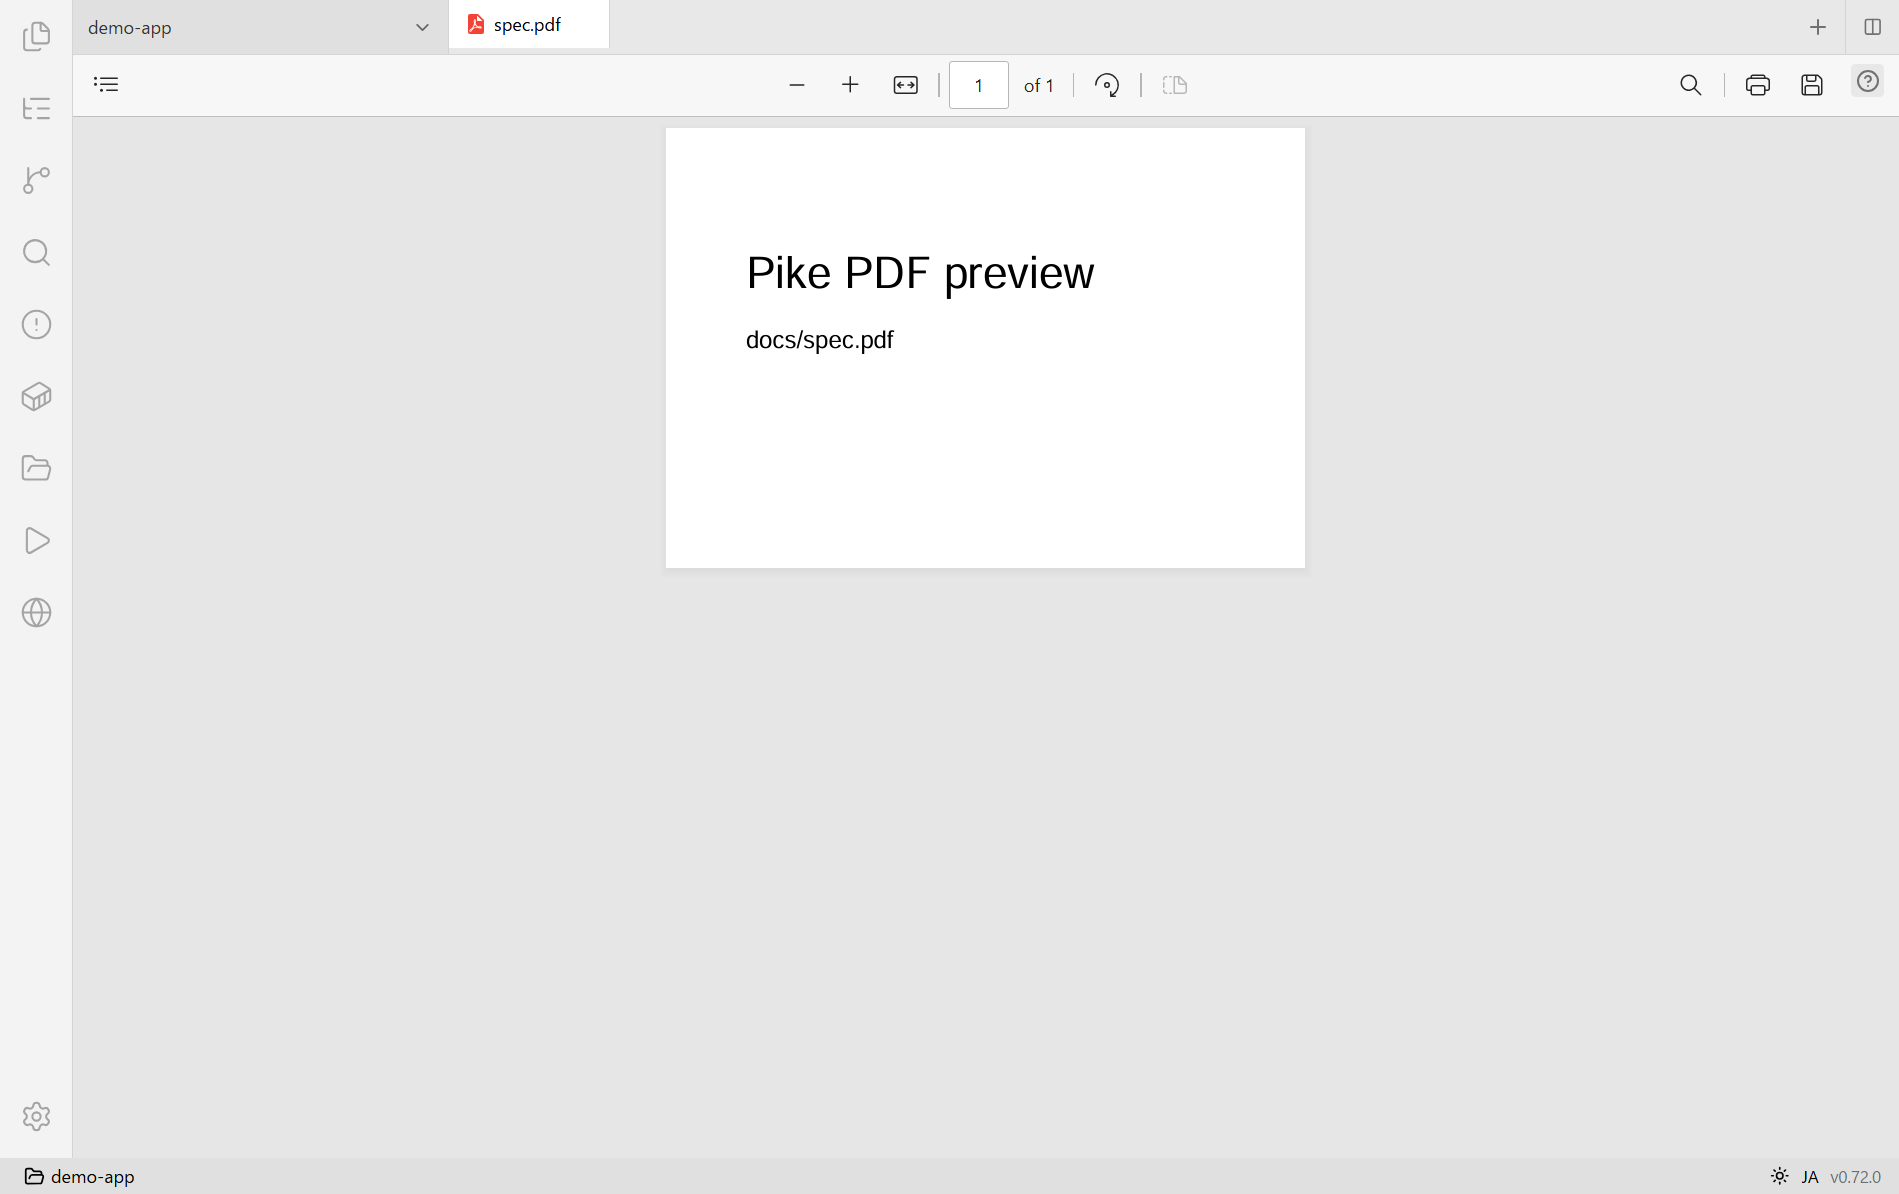 demo-app
spec.pdf
1 of 1
Pike PDF preview
docs/spec.pdf
demo-app
JA v0.72.0